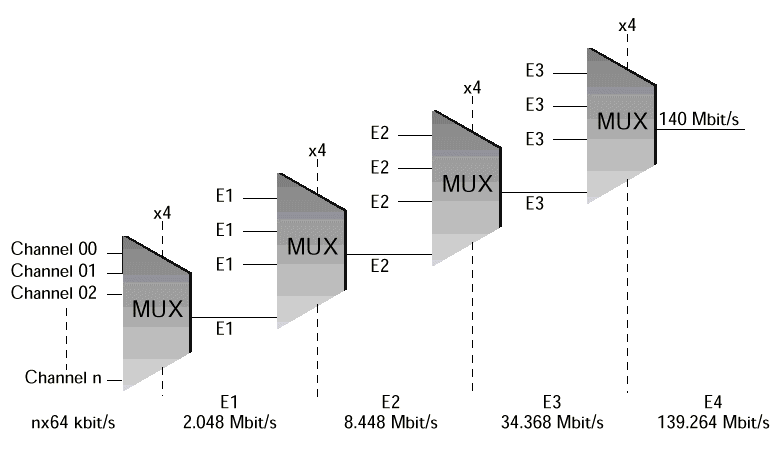 x4
E3
E3
E3
MUX
140 Mbit/s
x4
E2
E2
E2
MUX
E3
x4
E1
E1
E1
MUX
E2
x4
Channel 00
Channel 01
Channel 02
MUX
E1
Channel n
E1 E2 E3 E4
nx64 kbit/s 2.048 Mbit/s 8.448 Mbit/s 34.368 Mbit/s 139.264 Mbit/s